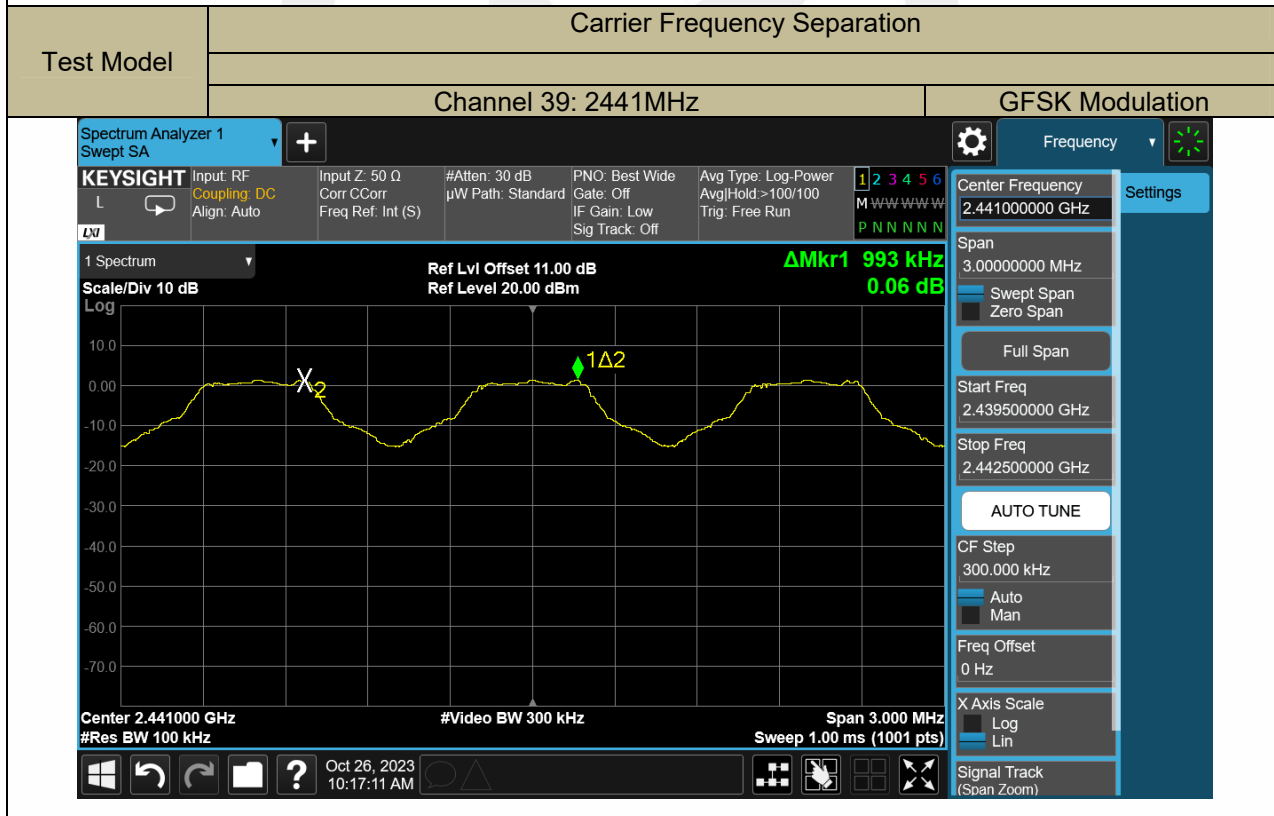 Carrier Frequency Separation
Test Model
Channel 39: 2441MHz
GFSK Modulation
Spectrum Analyzer 1
Swept SA
Frequency
KEYSIGHT
L
LXI
Input: RF
Coupling: DC
Align: Auto
Input Z: 50 Ω
Corr CCorr
Freq Ref: Int (S)
#Atten: 30 dB
µW Path: Standard
PNO: Best Wide
Gate: Off
IF Gain: Low
Sig Track: Off
Avg Type: Log-Power
Avg|Hold:>100/100
Trig: Free Run
1 2 3 4 5 6
M W W W W W
P N N N N N
Center Frequency
2.441000000 GHz
Settings
1 Spectrum
Scale/Div 10 dB
Log
Ref Lvl Offset 11.00 dB
Ref Level 20.00 dBm
ΔMkr1 993 kHz
0.06 dB
Span
3.00000000 MHz
Swept Span
Zero Span
Full Span
Start Freq
2.439500000 GHz
Stop Freq
2.442500000 GHz
AUTO TUNE
CF Step
300.000 kHz
Auto
Man
Freq Offset
0 Hz
X Axis Scale
Log
Lin
Signal Track
(Span Zoom)
10.0
0.00
-10.0
-20.0
-30.0
-40.0
-50.0
-60.0
-70.0
X2
1Δ2
Center 2.441000 GHz
#Res BW 100 kHz
#Video BW 300 kHz
Span 3.000 MHz
Sweep 1.00 ms (1001 pts)
?
Oct 26, 2023
10:17:11 AM